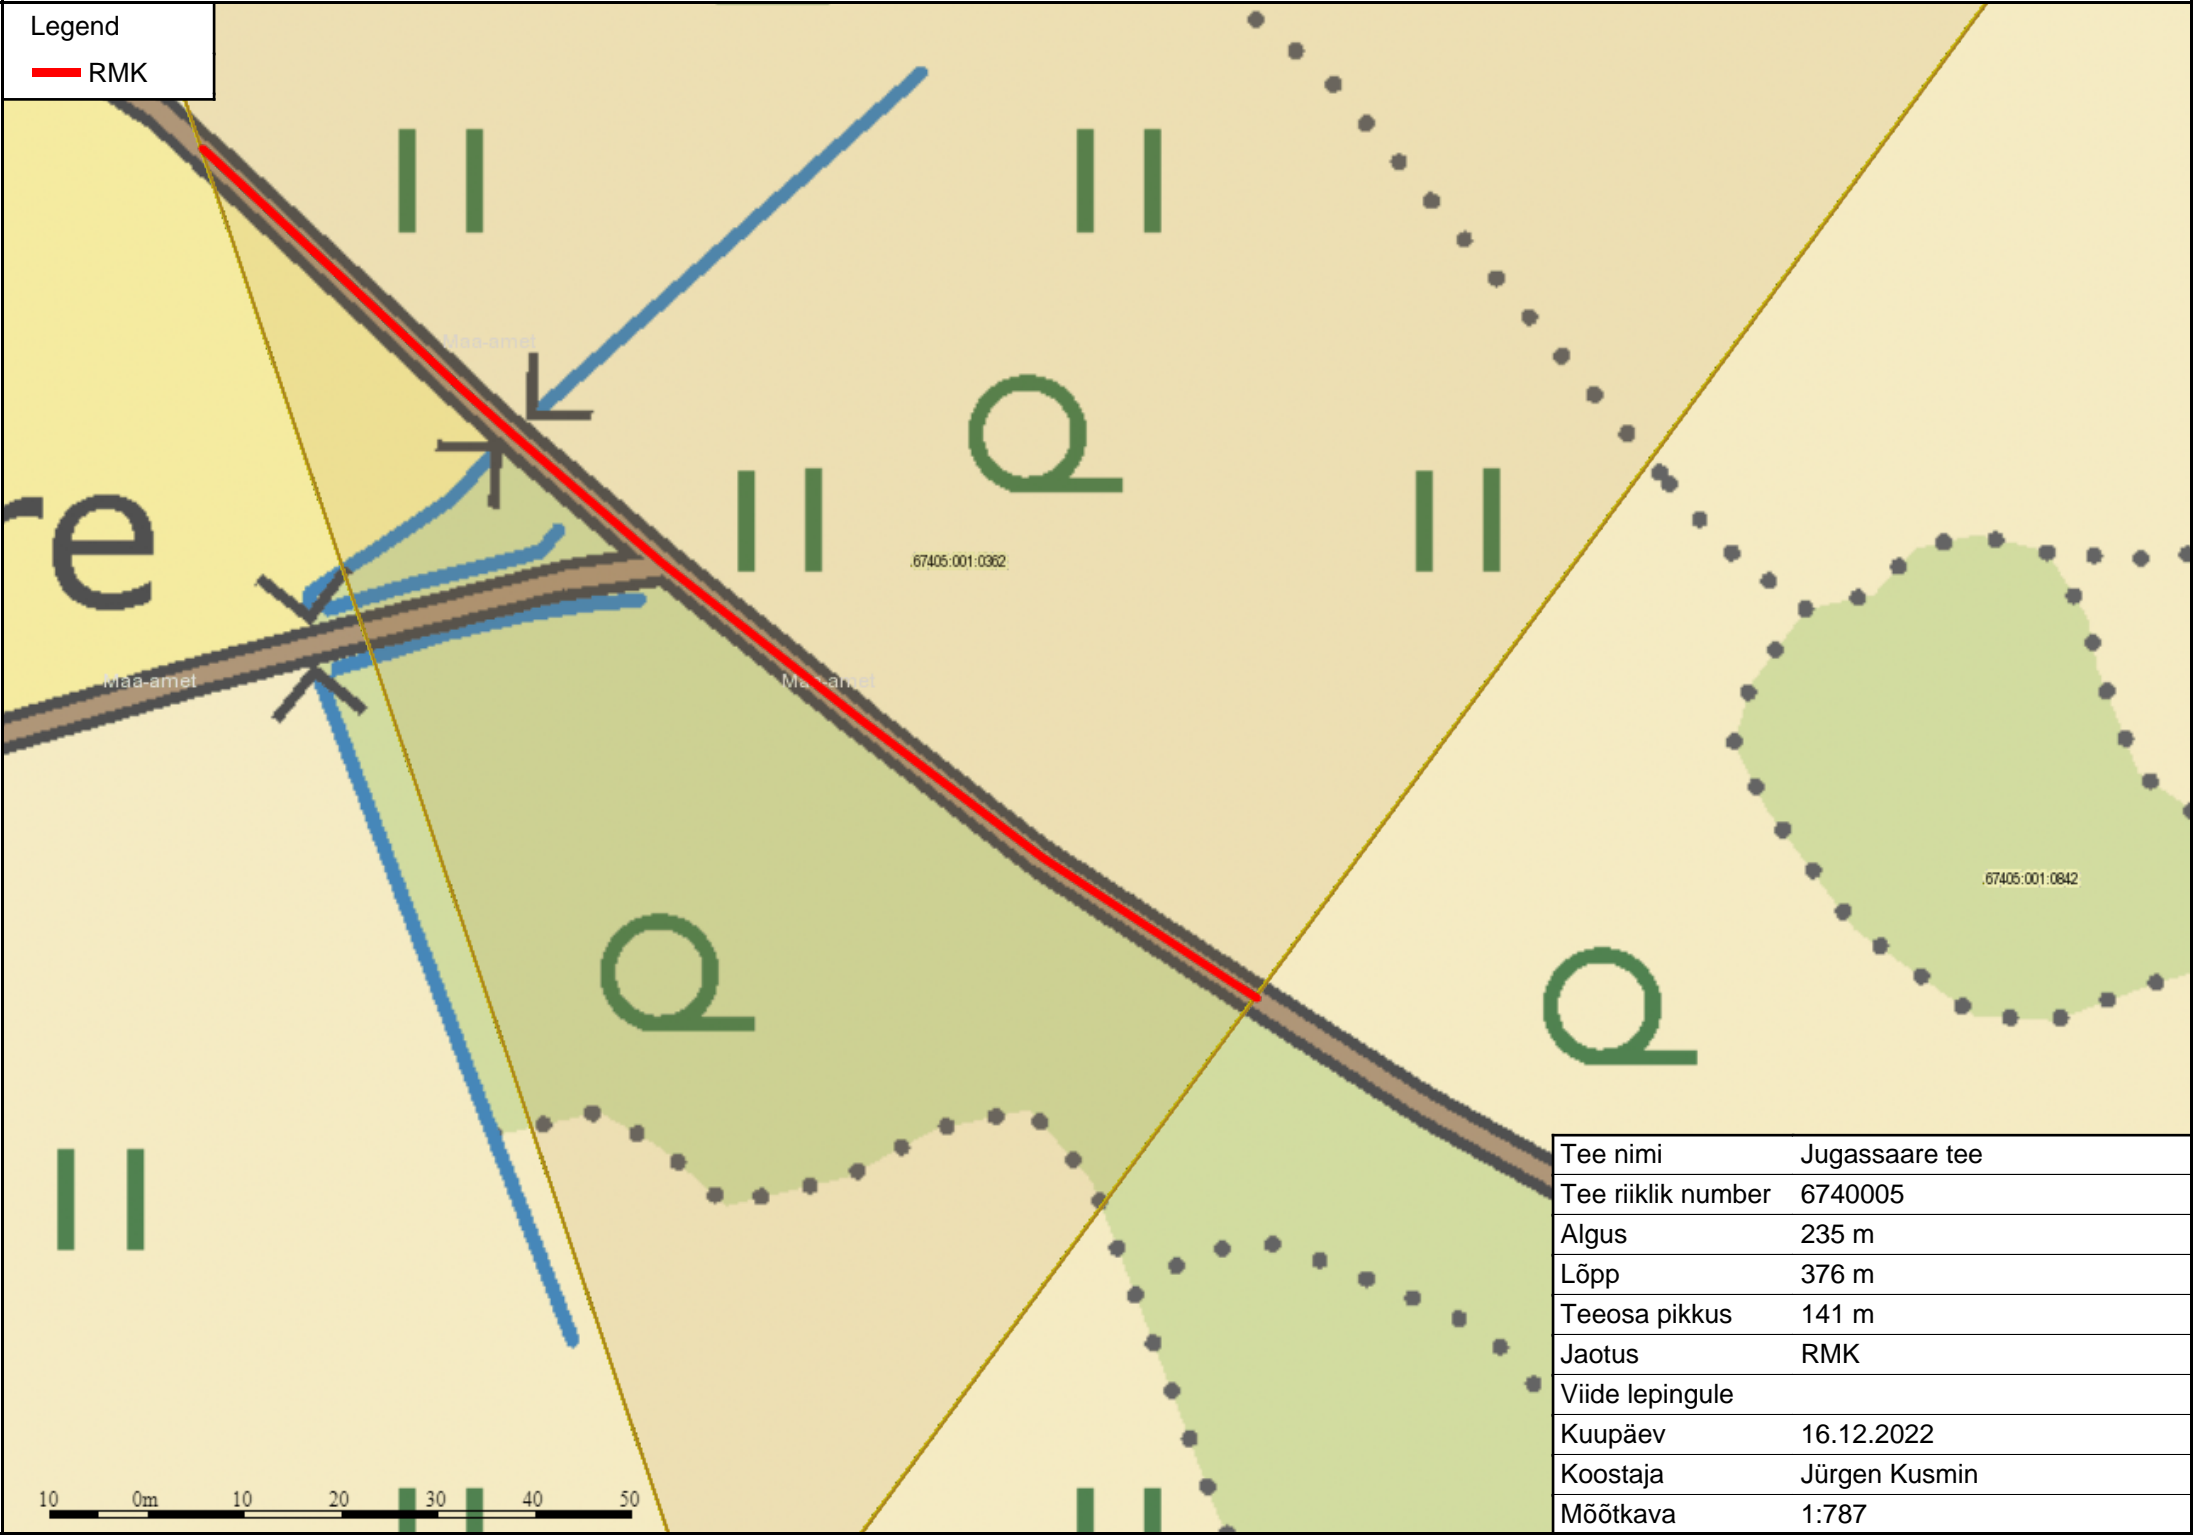 Legend
RMK
Maa-amet
re
.67405:001:0362
Maa-amet
Maa-amet
.67405:001:0842
Tee nimi Jugassaare tee
Tee riiklik number 6740005
Algus 235 m
Lõpp 376 m
Teeosa pikkus 141 m
Jaotus RMK
Viide lepingule
Kuupäev 16.12.2022
Koostaja Jürgen Kusmin
Mõõtkava 1:787
10 0m 10 20 30 40 50